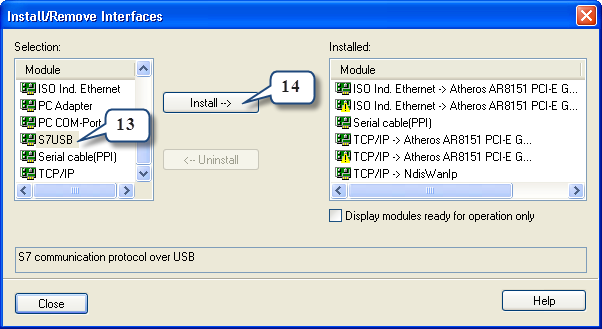 Install/Remove Interfaces
Selection:
Module
ISO Ind. Ethernet
PC Adapter
PC COM-Port
S7USB
Serial cable(PPI)
TCP/IP
13
14
Install -->
<-- Uninstall
Installed:
Module
ISO Ind. Ethernet -> Atheros AR8151 PCI-E G...
ISO Ind. Ethernet -> Atheros AR8151 PCI-E G...
Serial cable(PPI)
TCP/IP -> Atheros AR8151 PCI-E G...
TCP/IP -> Atheros AR8151 PCI-E G...
TCP/IP -> NdisWanIp
Display modules ready for operation only
S7 communication protocol over USB
Close
Help